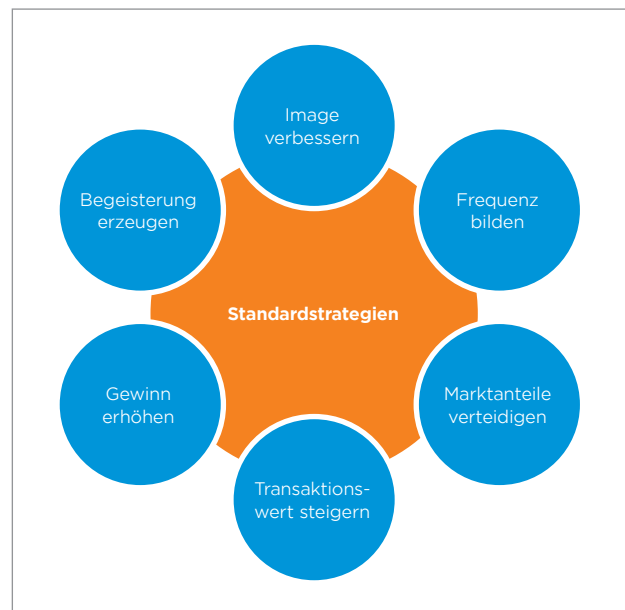 Image
verbessern
Begeisterung
erzeugen
Frequenz
bilden
Standardstrategien
Gewinn
erhöhen
Marktanteile
verteidigen
Transaktions-
wert steigern